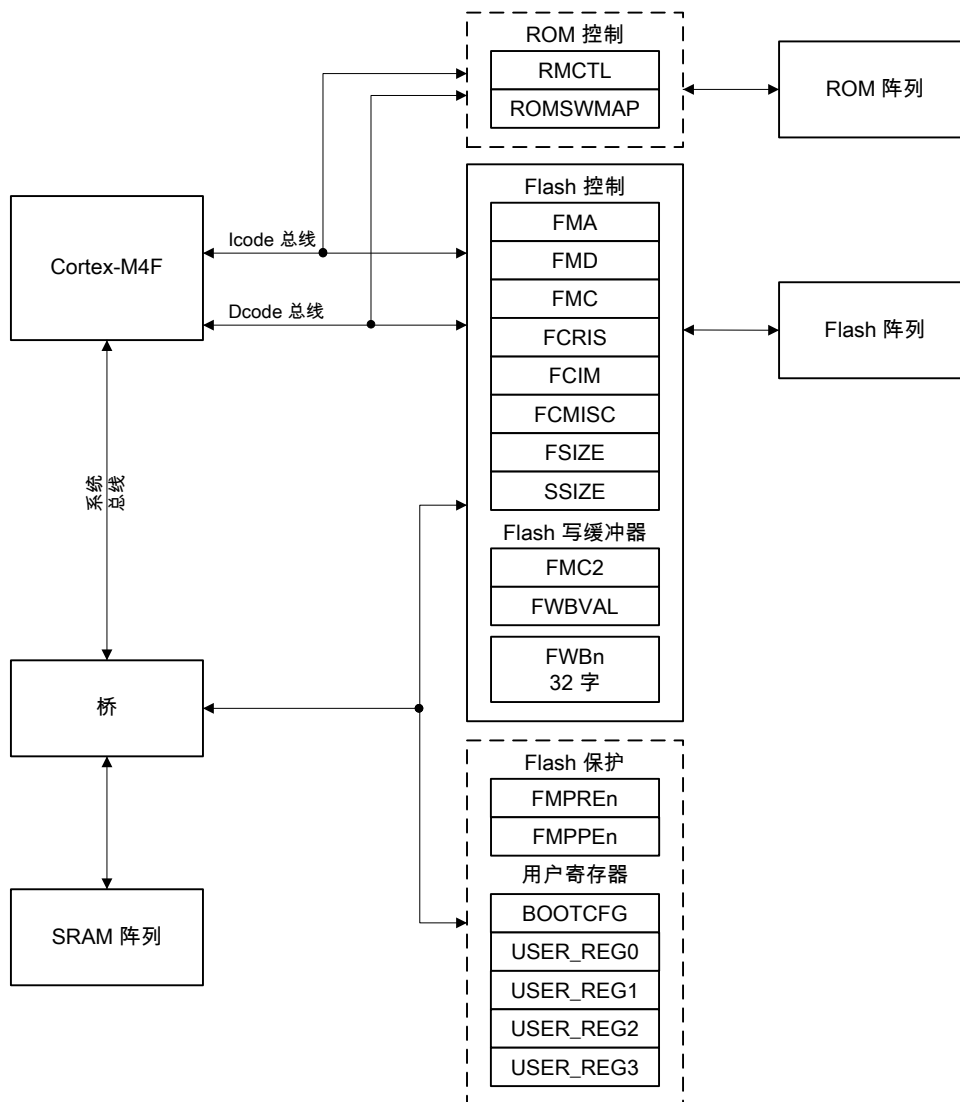 ROM 控制
RMCTL
ROMSWMAP
ROM 阵列
Flash 控制
FMA
FMD
FMC
FCRIS
FCIM
FCMISC
FSIZE
SSIZE
Flash 写缓冲器
FMC2
FWBVAL
FWBn
32 字
Cortex-M4F
Icode 总线
Dcode 总线
Flash 阵列
系统
总线
桥
SRAM 阵列
Flash 保护
FMPREn
FMPPEn
用户寄存器
BOOTCFG
USER_REG0
USER_REG1
USER_REG2
USER_REG3